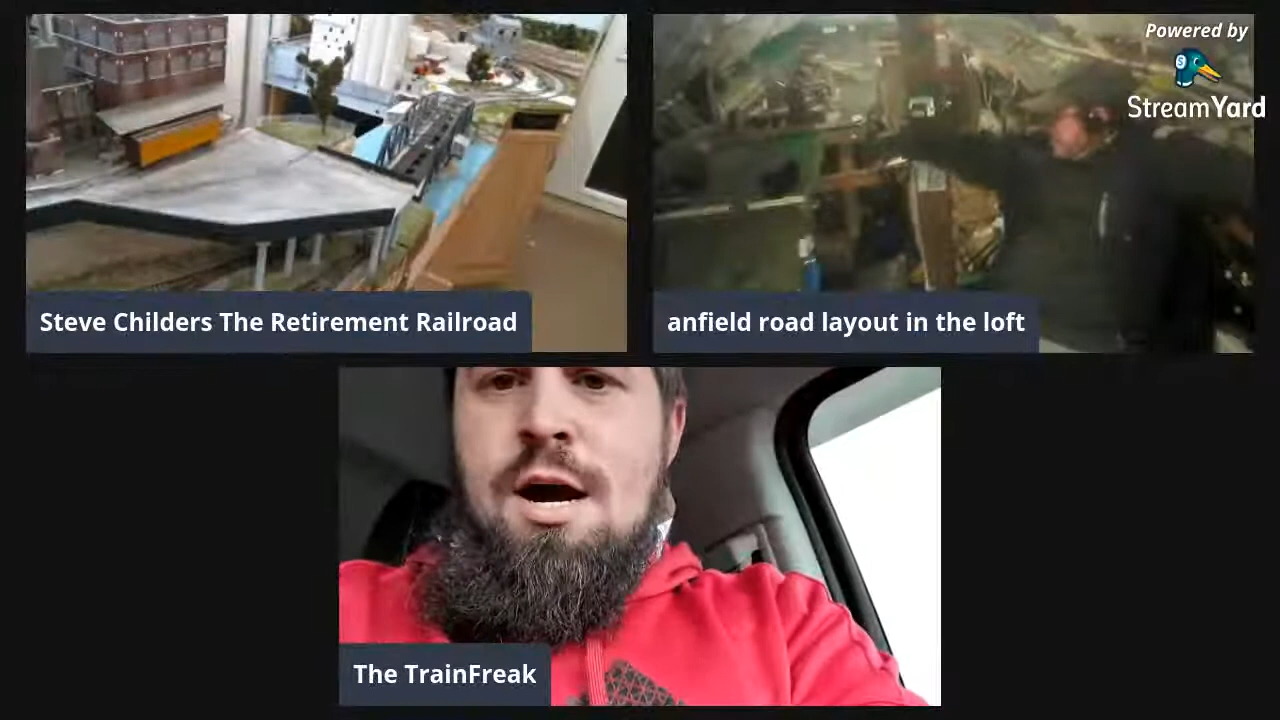 Powered by
StreamYard
Steve Childers The Retirement Railroad
anfield road layout in the loft
The TrainFreak